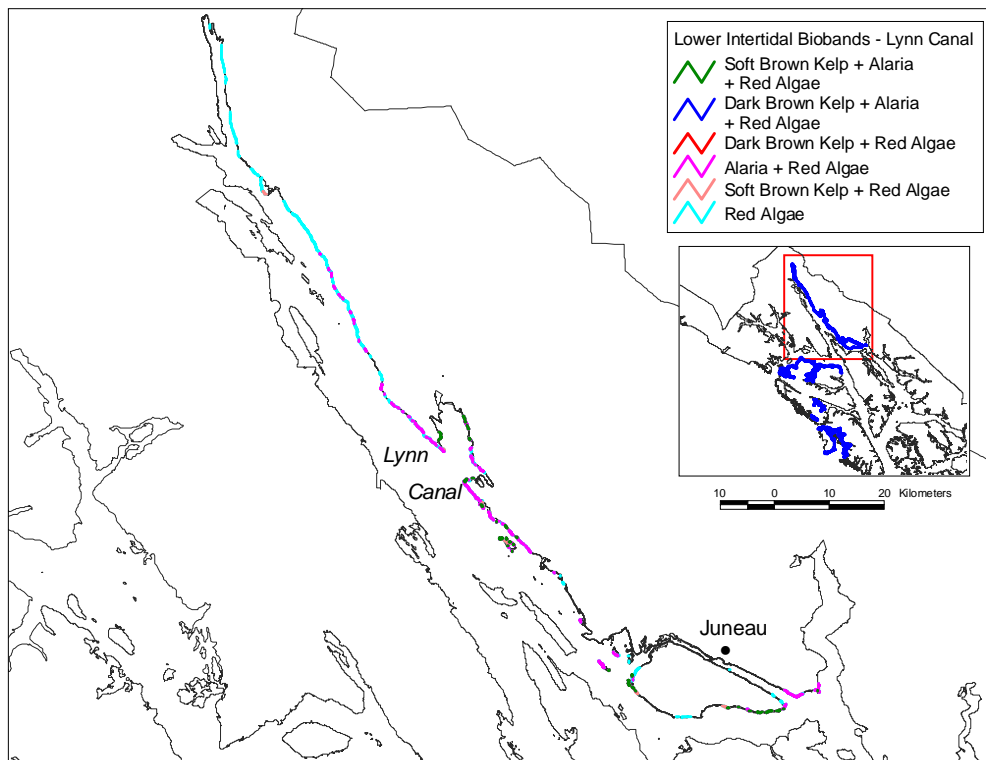 Lower Intertidal Biobands - Lynn Canal
Soft Brown Kelp + Alaria
+ Red Algae
Dark Brown Kelp + Alaria
+ Red Algae
Dark Brown Kelp + Red Algae
Alaria + Red Algae
Soft Brown Kelp + Red Algae
Red Algae
10 0 10 20 Kilometers
Lynn
Canal
Juneau